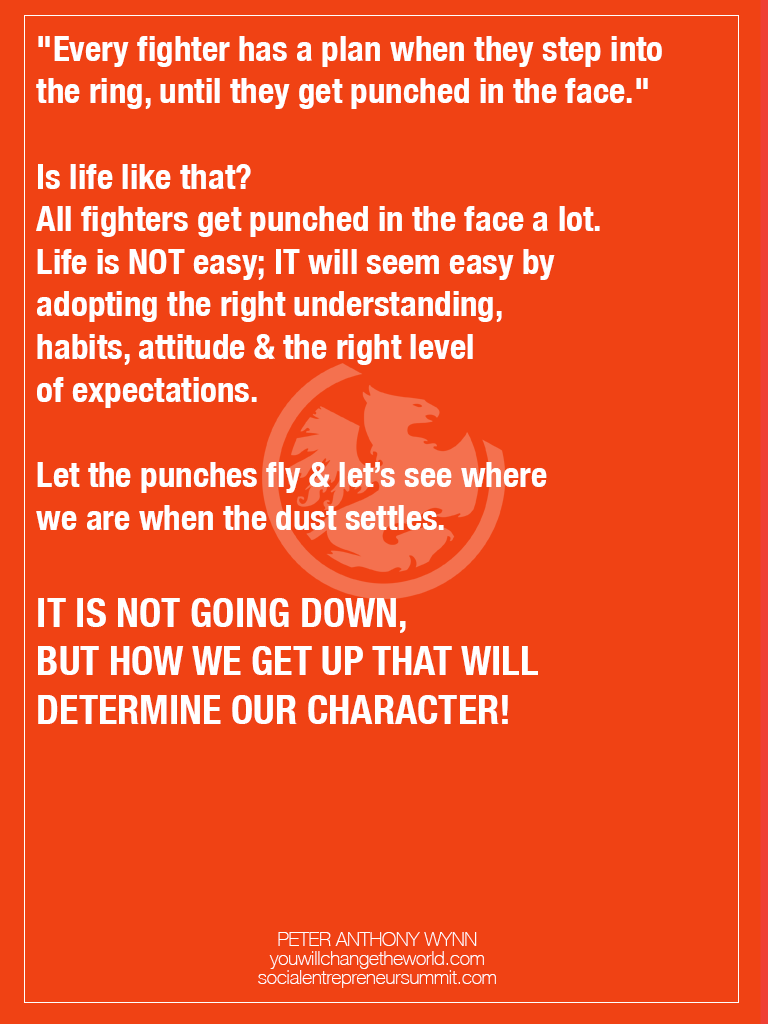 "Every fighter has a plan when they step into
the ring, until they get punched in the face."
Is life like that?
All fighters get punched in the face a lot.
Life is NOT easy; IT will seem easy by
adopting the right understanding,
habits, attitude & the right level
of expectations.
Let the punches fly & let’s see where
we are when the dust settles.
IT IS NOT GOING DOWN,
BUT HOW WE GET UP THAT WILL
DETERMINE OUR CHARACTER!
PETER ANTHONY WYNN
youwillchangetheworld.com
socialentrepreneursummit.com